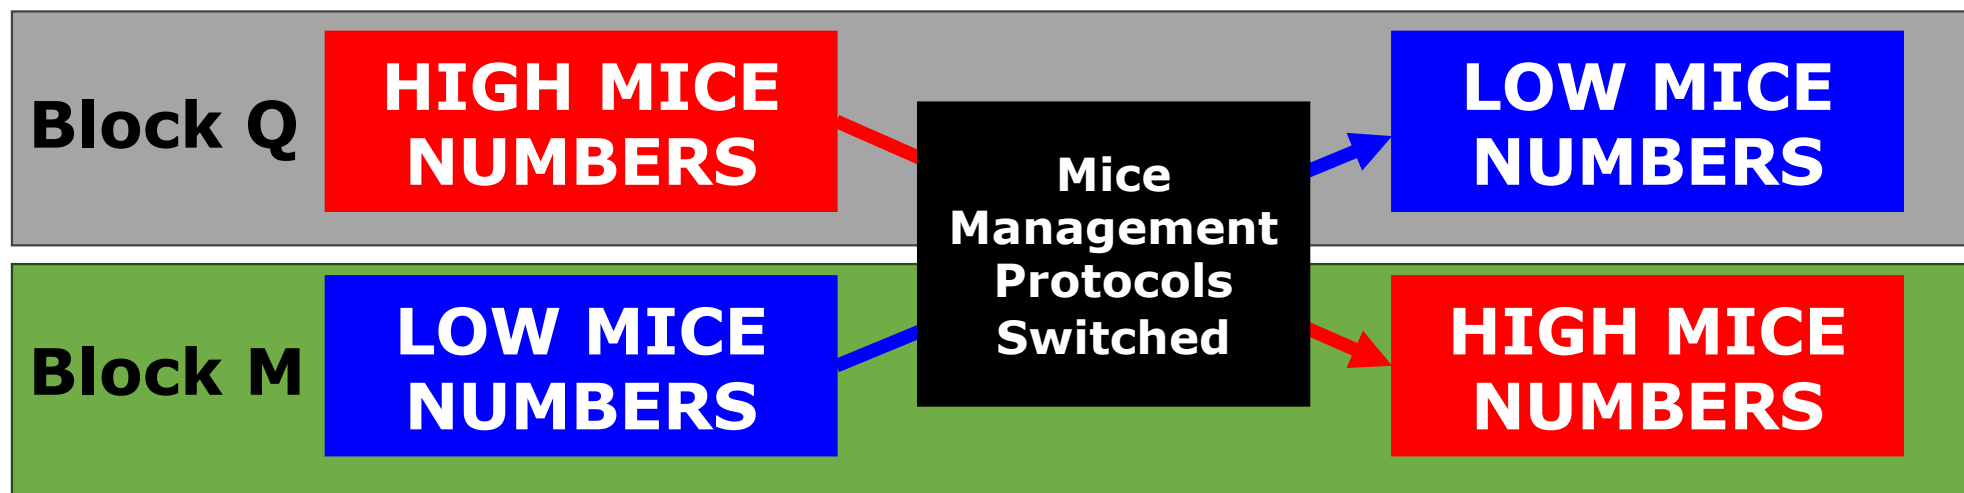 Block Q
HIGH MICE
NUMBERS
LOW MICE
NUMBERS
Mice
Management
Protocols
Switched
Block M
LOW MICE
NUMBERS
HIGH MICE
NUMBERS